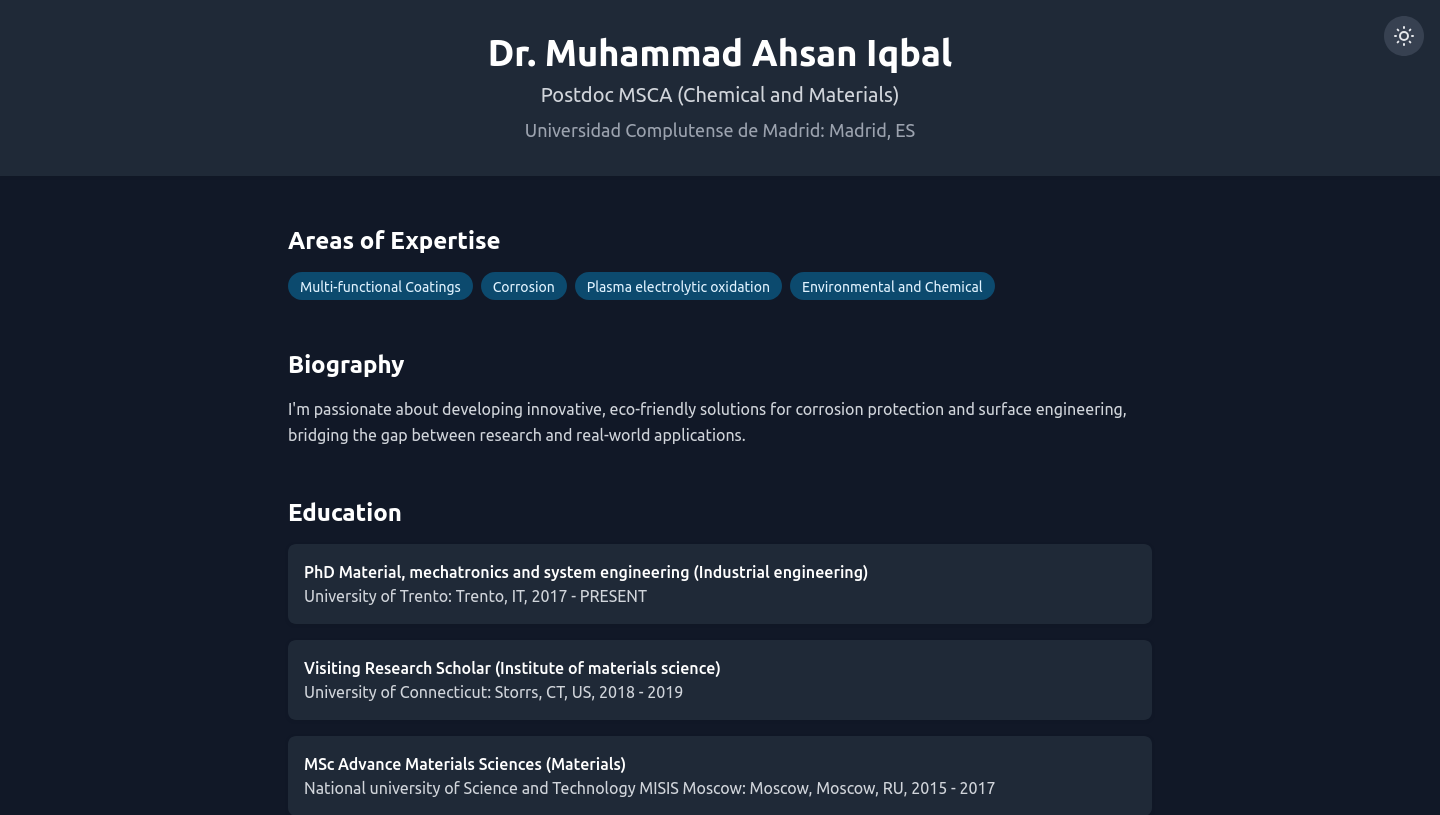 Dr. Muhammad Ahsan Iqbal
Postdoc MSCA (Chemical and Materials)
Universidad Complutense de Madrid: Madrid, ES
Areas of Expertise
Multi-functional Coatings
Corrosion
Plasma electrolytic oxidation
Environmental and Chemical
Biography
I'm passionate about developing innovative, eco-friendly solutions for corrosion protection and surface engineering,
bridging the gap between research and real-world applications.
Education
PhD Material, mechatronics and system engineering (Industrial engineering)
University of Trento: Trento, IT, 2017 - PRESENT
Visiting Research Scholar (Institute of materials science)
University of Connecticut: Storrs, CT, US, 2018 - 2019
MSc Advance Materials Sciences (Materials)
National university of Science and Technology MISIS Moscow: Moscow, Moscow, RU, 2015 - 2017